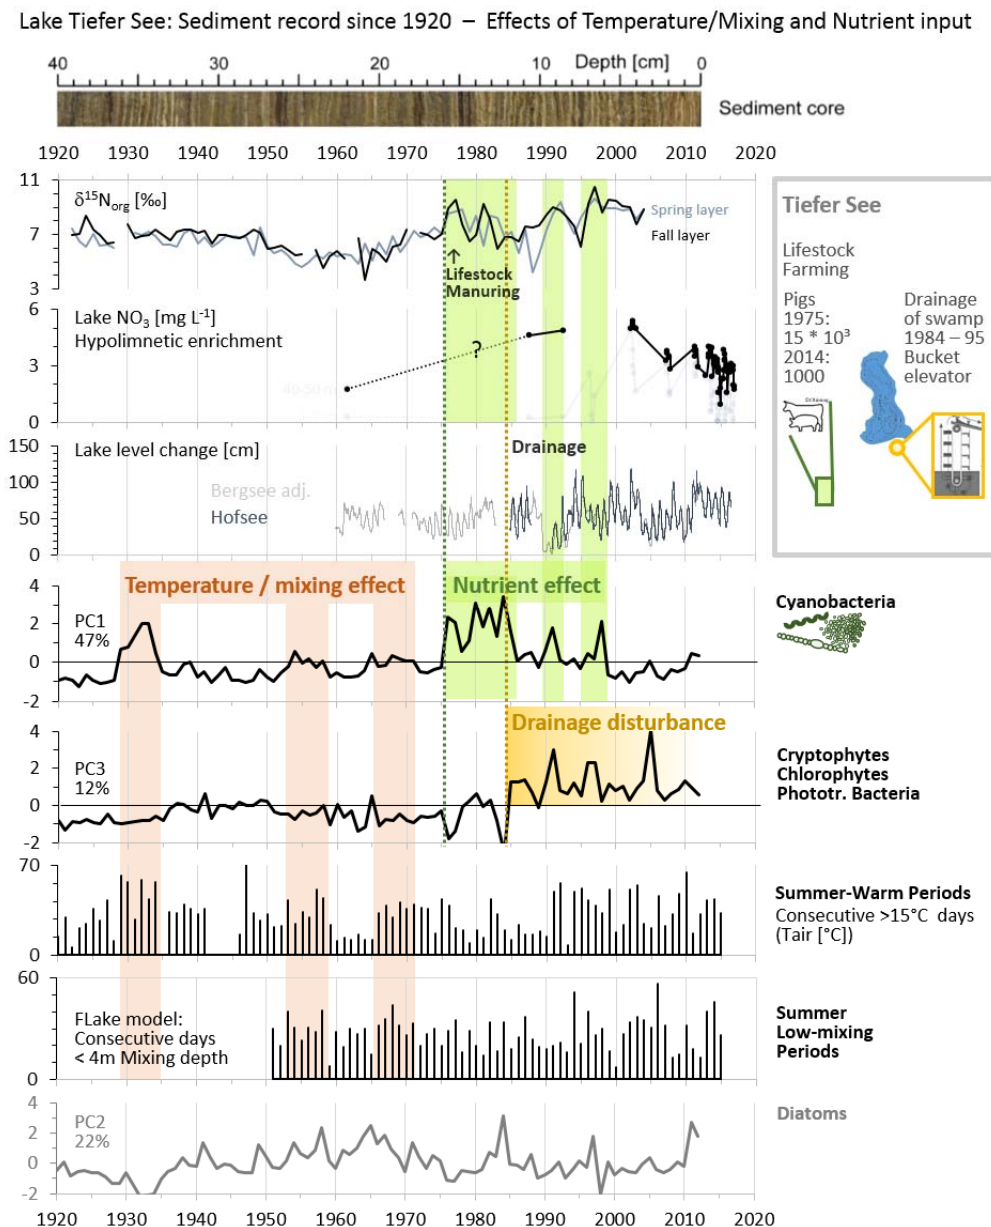 Lake Tiefer See: Sediment record since 1920 – Effects of Temperature/Mixing and Nutrient input
40 20 10 Depth [cm] 0
Sediment core
1920 1930 1940 1950 1960 1970 1980 1990 2000 2010 2020
11
7
3
δ15Norg [‰]
Spring layer
Fall layer
↑
Lifestock
Manuring
6
3
0
Lake NO3 [mg L-1]
Hypolimnetic enrichment
?
150
100
50
0
Lake level change [cm]
Drainage
Bergsee adj.
Hofsee
Tiefer See
Lifestock
Farming
Pigs
1975:
15 * 10³
2014:
1000
Drainage
of swamp
1984 – 95
Bucket
elevator
Temperature / mixing effect
Nutrient effect
4
2
0
-2
PC1
47%
Cyanobacteria
Drainage disturbance
4
2
0
-2
PC3
12%
Cryptophytes
Chlorophytes
Phototr. Bacteria
70
0
Summer-Warm Periods
Consecutive >15°C days
(Tair [°C])
60
0
FLake model:
Consecutive days
< 4m Mixing depth
Summer
Low-mixing
Periods
4
2
0
-2
PC2
22%
Diatoms
1920 1930 1940 1950 1960 1970 1980 1990 2000 2010 2020